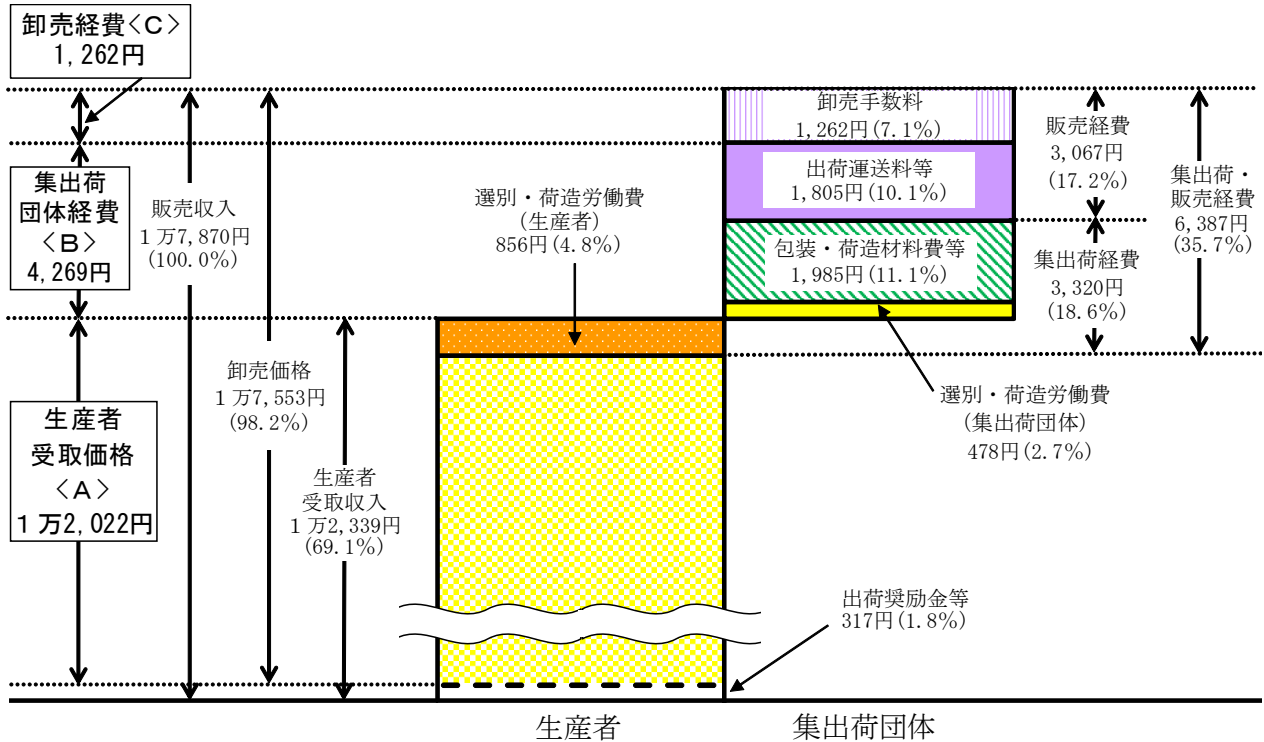 卸売経費<C>
1,262円
集出荷
団体経費
<B>
4,269円
生産者
受取価格
<A>
1万2,022円
販売収入
1万7,870円
(100.0%)
卸売価格
1万7,553円
(98.2%)
生産者
受取収入
1万2,339円
(69.1%)
選別・荷造労働費
(生産者)
856円(4.8%)
卸売手数料
1,262円(7.1%)
出荷運送料等
1,805円(10.1%)
包装・荷造材料費等
1,985円(11.1%)
販売経費
3,067円
(17.2%)
集出荷経費
3,320円
(18.6%)
集出荷・
販売経費
6,387円
(35.7%)
選別・荷造労働費
(集出荷団体)
478円(2.7%)
出荷奨励金等
317円(1.8%)
生産者
集出荷団体